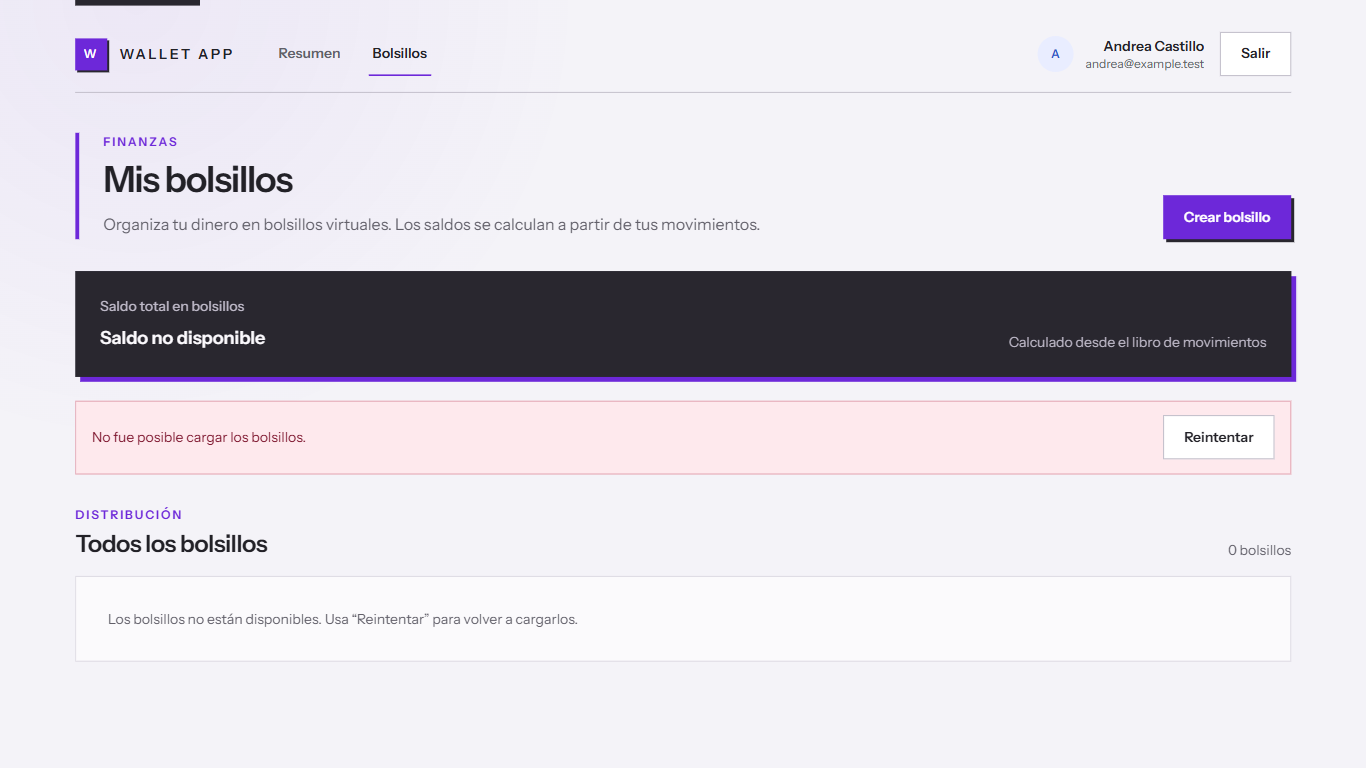 W
WALLET APP
Resumen
Bolsillos
A
Andrea Castillo
andrea@example.test
Salir
FINANZAS
Mis bolsillos
Organiza tu dinero en bolsillos virtuales. Los saldos se calculan a partir de tus movimientos.
Crear bolsillo
Saldo total en bolsillos
Saldo no disponible
Calculado desde el libro de movimientos
No fue posible cargar los bolsillos.
Reintentar
DISTRIBUCIÓN
Todos los bolsillos
0 bolsillos
Los bolsillos no están disponibles. Usa “Reintentar” para volver a cargarlos.